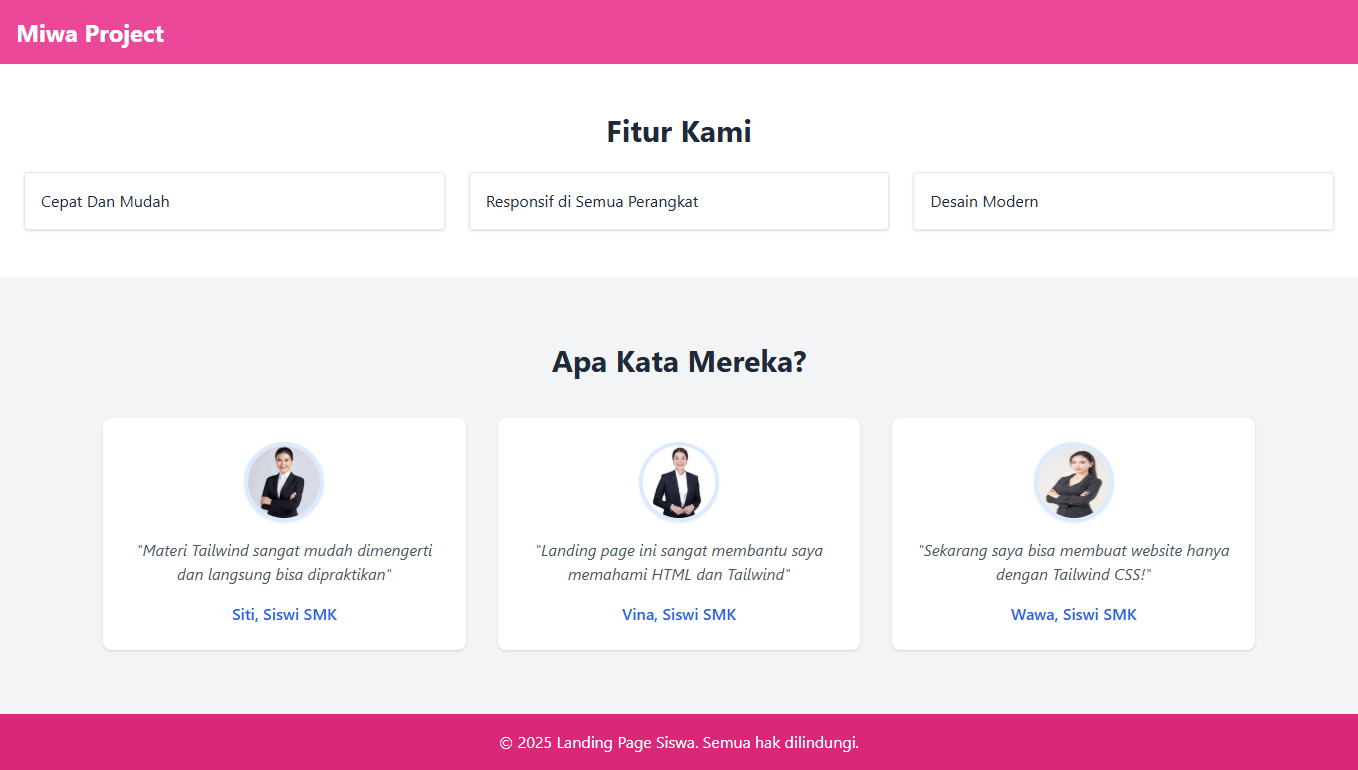 Miwa Project
Fitur Kami
Cepat Dan Mudah
Responsif di Semua Perangkat
Desain Modern
Apa Kata Mereka?
"Materi Tailwind sangat mudah dimengerti
dan langsung bisa dipraktikan"
Siti, Siswi SMK
"Landing page ini sangat membantu saya
memahami HTML dan Tailwind"
Vina, Siswi SMK
"Sekarang saya bisa membuat website hanya
dengan Tailwind CSS!"
Wawa, Siswi SMK
© 2025 Landing Page Siswa. Semua hak dilindungi.